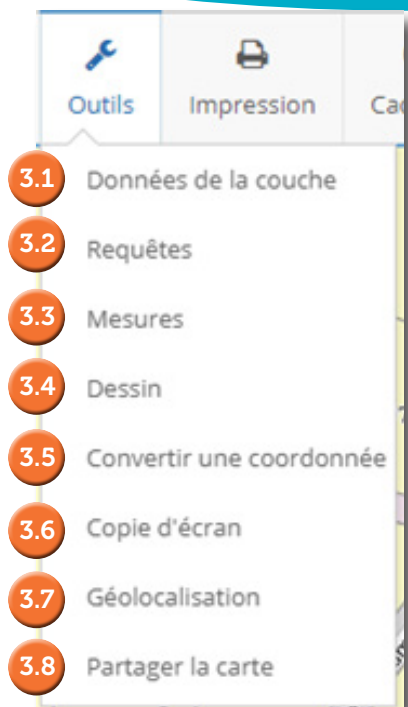 Outils Impression
3.1 Données de la couche
3.2 Requêtes
3.3 Mesures
3.4 Dessin
3.5 Convertir une coordonnée
3.6 Copie d'écran
3.7 Géolocalisation
3.8 Partager la carte